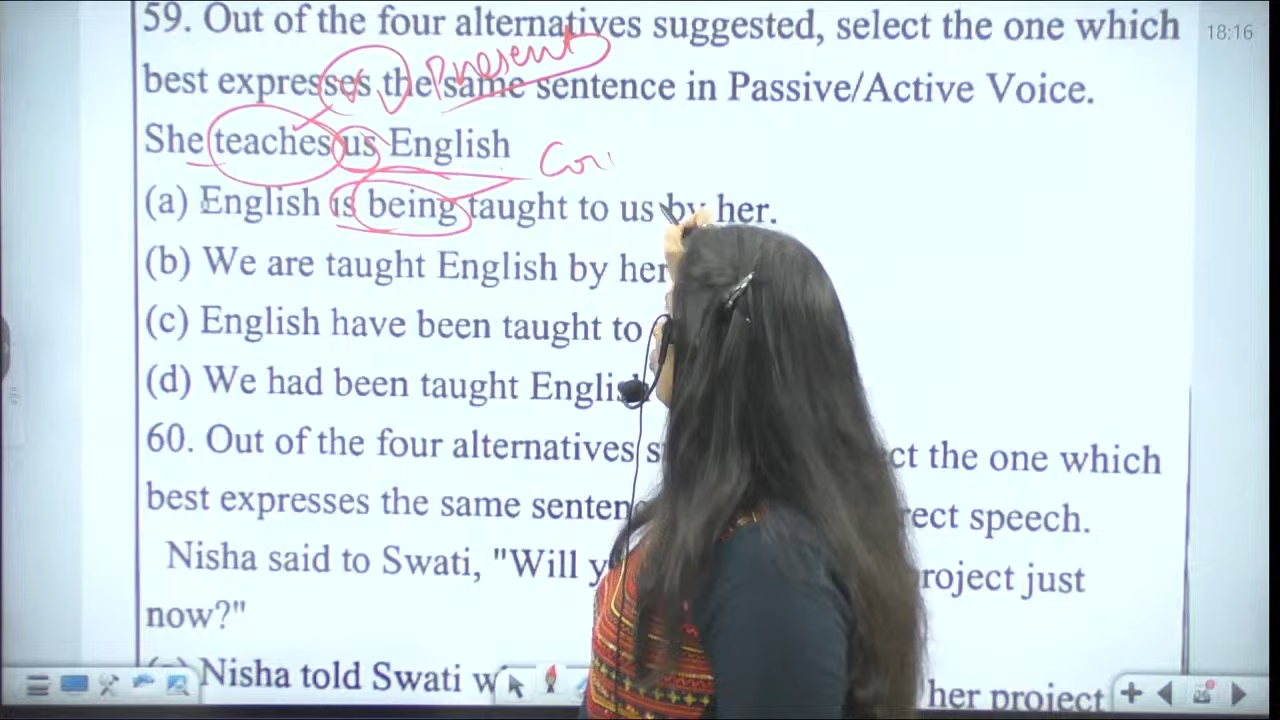 59. Out of the four alternatives suggested, select the one which
18:16
best expresses the same sentence in Passive/Active Voice.
Present
She teaches us English
(a) English is being taught to us by her.
(b) We are taught English by her
(c) English have been taught to
(d) We had been taught English
60. Out of the four alternatives ct the one which
best expresses the same senten rect speech.
Nisha said to Swati, "Will y roject just
now?"
Nisha told Swati w her project